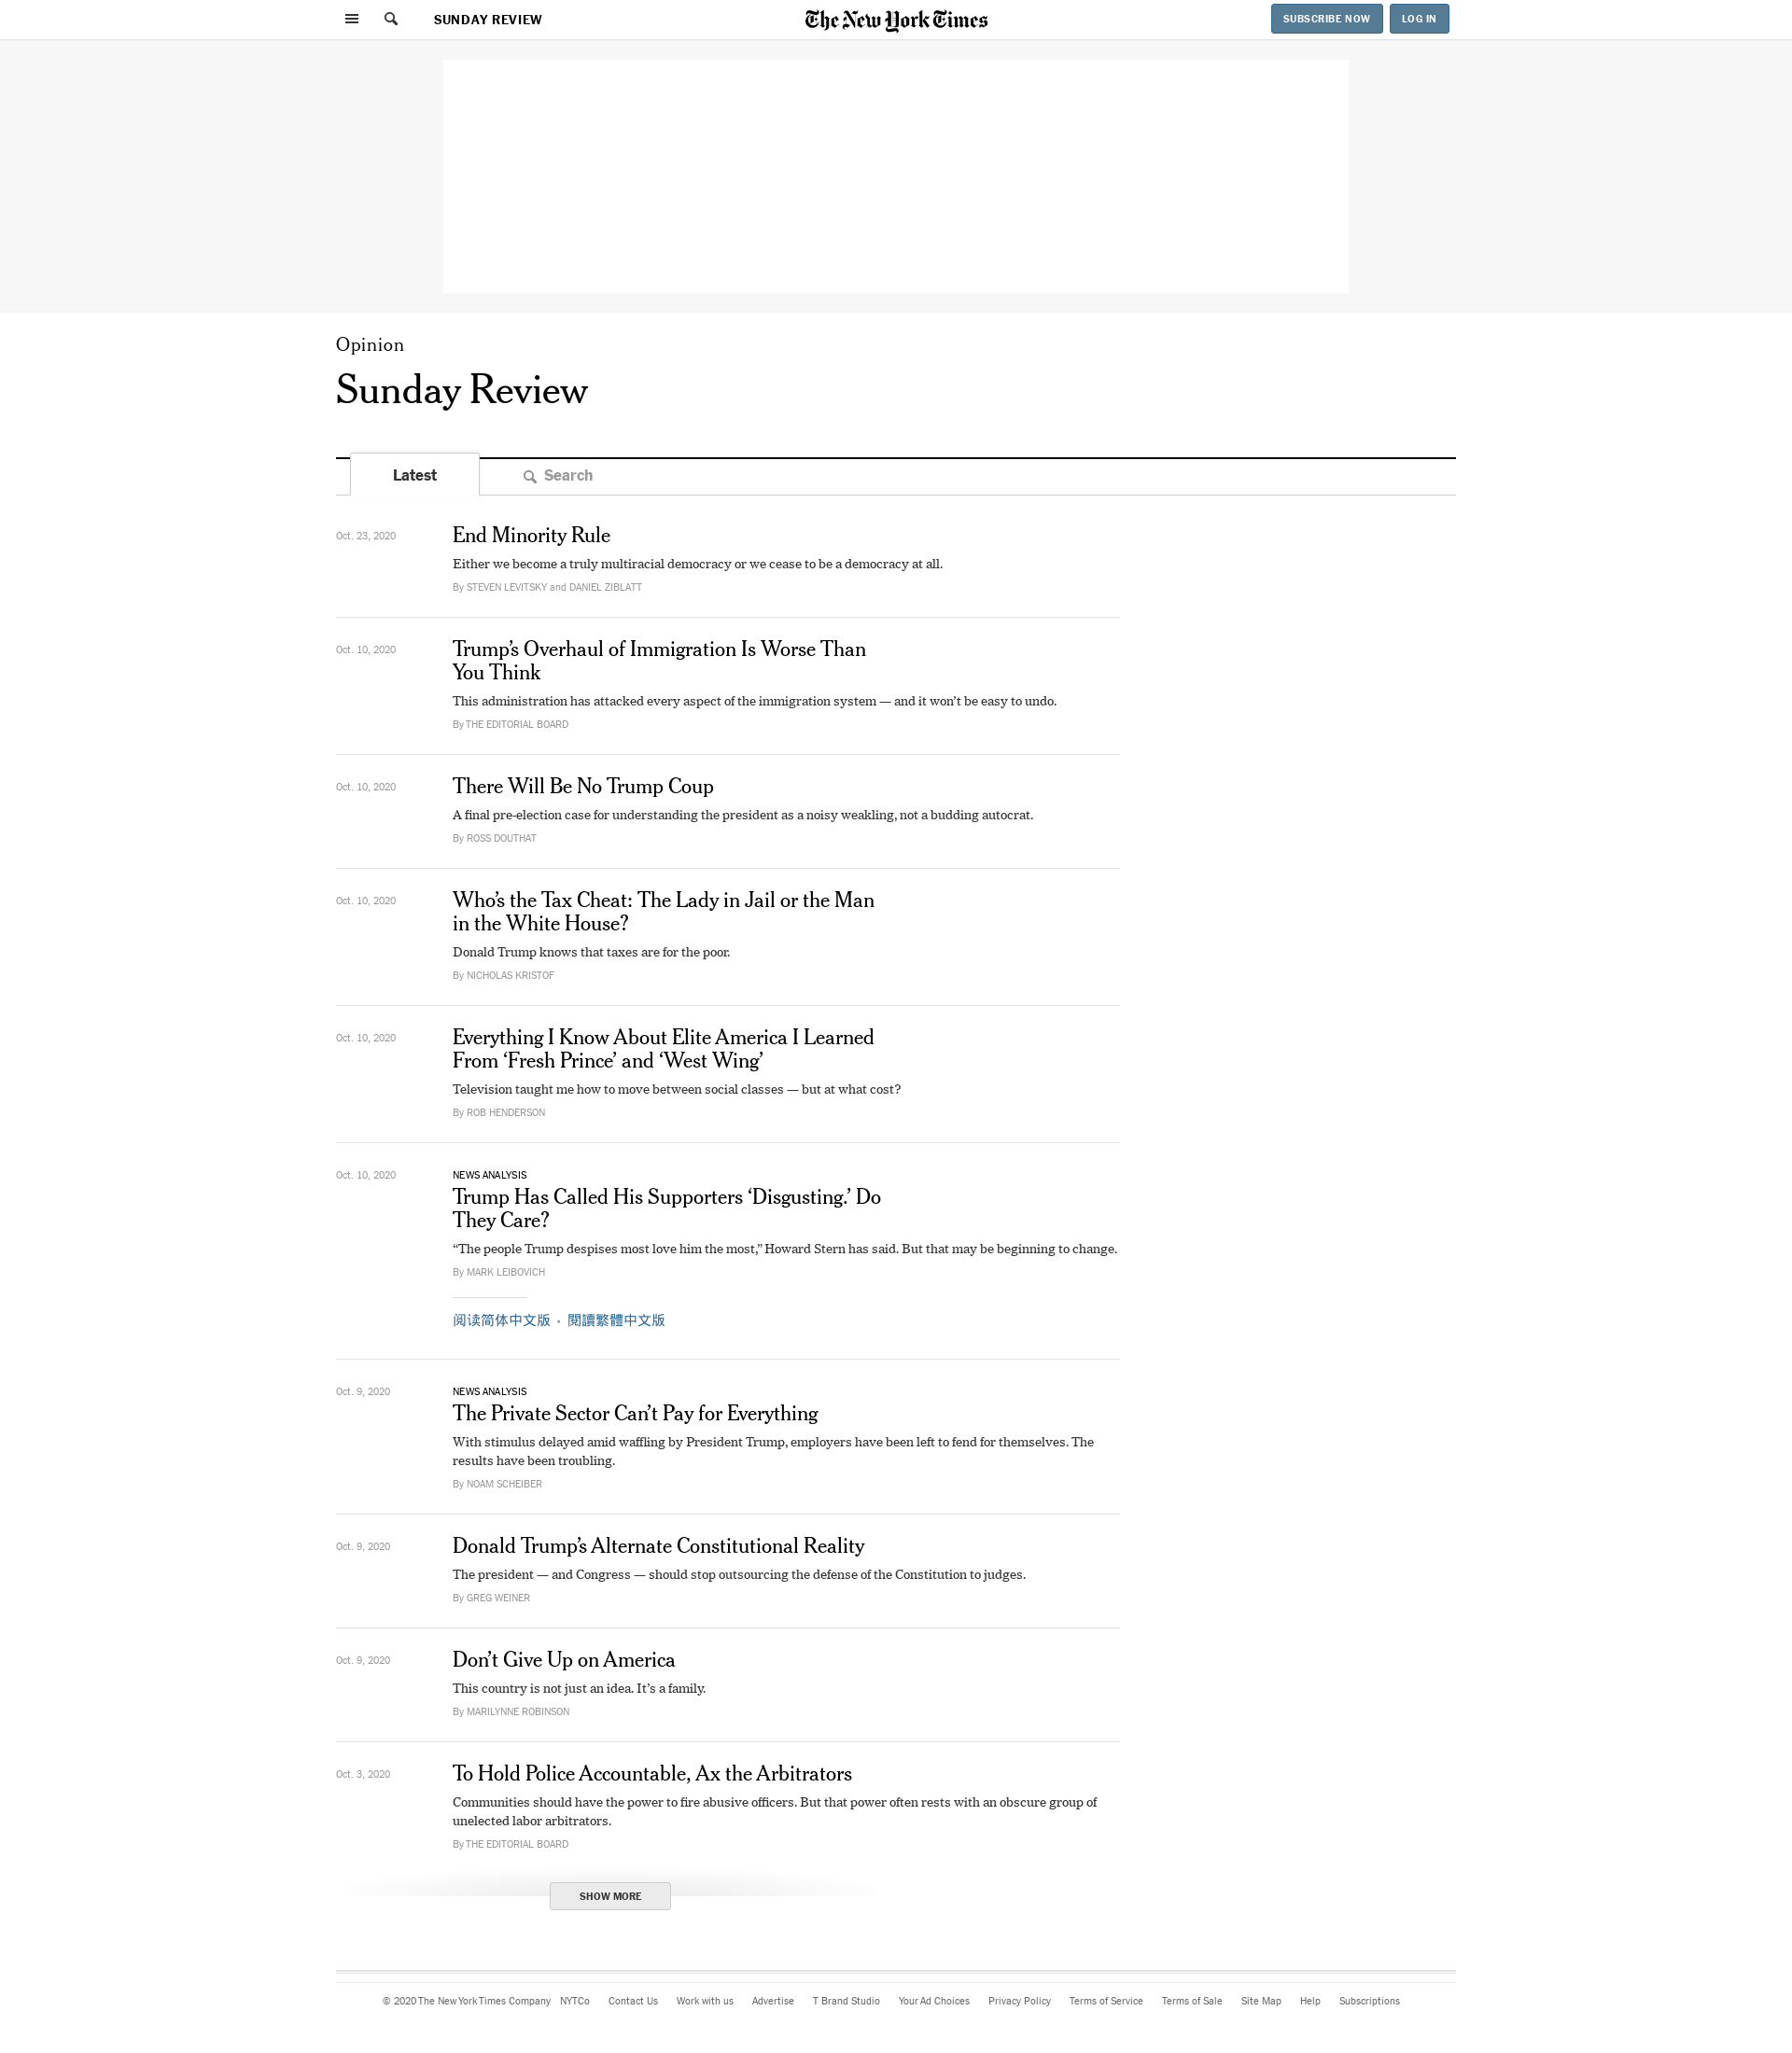 SUNDAY REVIEW
The New York Times
SUBSCRIBE NOW
LOG IN
Opinion
Sunday Review
Latest
Search
Oct. 23, 2020
End Minority Rule
Either we become a truly multiracial democracy or we cease to be a democracy at all.
By STEVEN LEVITSKY and DANIEL ZIBLATT
Oct. 10, 2020
Trump’s Overhaul of Immigration Is Worse Than
You Think
This administration has attacked every aspect of the immigration system — and it won’t be easy to undo.
By THE EDITORIAL BOARD
Oct. 10, 2020
There Will Be No Trump Coup
A final pre-election case for understanding the president as a noisy weakling, not a budding autocrat.
By ROSS DOUTHAT
Oct. 10, 2020
Who’s the Tax Cheat: The Lady in Jail or the Man
in the White House?
Donald Trump knows that taxes are for the poor.
By NICHOLAS KRISTOF
Oct. 10, 2020
Everything I Know About Elite America I Learned
From ‘Fresh Prince’ and ‘West Wing’
Television taught me how to move between social classes — but at what cost?
By ROB HENDERSON
Oct. 10, 2020
NEWS ANALYSIS
Trump Has Called His Supporters ‘Disgusting.’ Do
They Care?
“The people Trump despises most love him the most,” Howard Stern has said. But that may be beginning to change.
By MARK LEIBOVICH
阅读简体中文版 • 閱讀繁體中文版
Oct. 9, 2020
NEWS ANALYSIS
The Private Sector Can’t Pay for Everything
With stimulus delayed amid waffling by President Trump, employers have been left to fend for themselves. The
results have been troubling.
By NOAM SCHEIBER
Oct. 9, 2020
Donald Trump’s Alternate Constitutional Reality
The president — and Congress — should stop outsourcing the defense of the Constitution to judges.
By GREG WEINER
Oct. 9, 2020
Don’t Give Up on America
This country is not just an idea. It’s a family.
By MARILYNNE ROBINSON
Oct. 3, 2020
To Hold Police Accountable, Ax the Arbitrators
Communities should have the power to fire abusive officers. But that power often rests with an obscure group of
unelected labor arbitrators.
By THE EDITORIAL BOARD
SHOW MORE
© 2020 The New York Times Company NYTCo Contact Us Work with us Advertise T Brand Studio Your Ad Choices Privacy Policy Terms of Service Terms of Sale Site Map Help Subscriptions